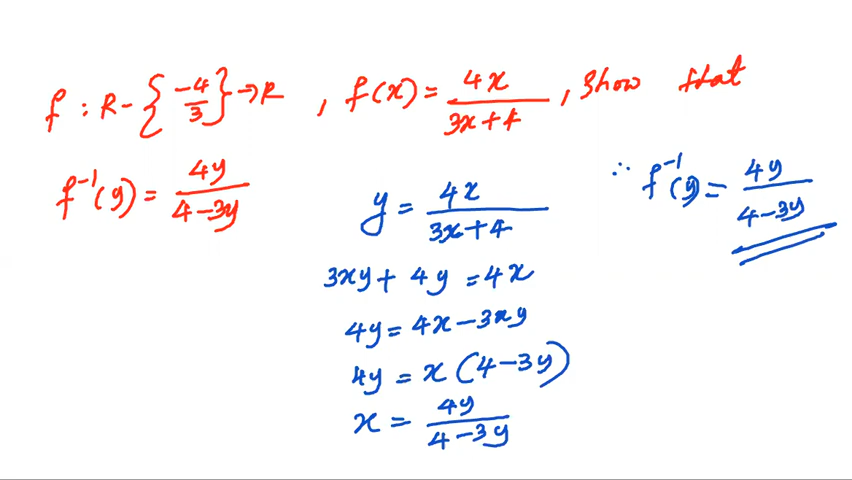 f : R - {-4/3} → R , f(x) = 4x/(3x+4) , Show that
f⁻¹(y) = 4y/(4-3y)
y = 4x/(3x+4)
3xy + 4y = 4x
4y = 4x - 3xy
4y = x(4-3y)
x = 4y/(4-3y)
∴ f⁻¹(y) = 4y/(4-3y)